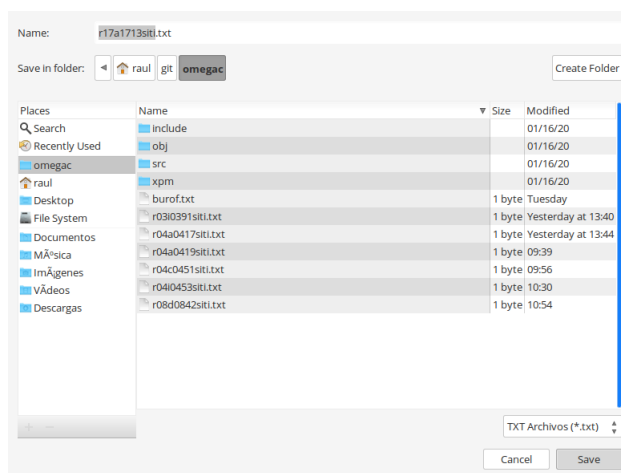 Name: r17a1713siti.txt
Save in folder: raul git omegac Create Folder
Places Name Size Modified
Search include 01/16/20
Recently Used obj 01/16/20
omegac src 01/16/20
raul xpm 01/16/20
Desktop burof.txt 1 byte Tuesday
File System r03i0391siti.txt 1 byte Yesterday at 13:40
Documentos r04a0417siti.txt 1 byte Yesterday at 13:44
MÃºsica r04a0419siti.txt 1 byte 09:39
ImÃ¡genes r04c0451siti.txt 1 byte 09:56
VÃ­deos r04i0453siti.txt 1 byte 10:30
Descargas r08d0842siti.txt 1 byte 10:54
TXT Archivos (*.txt)
Cancel Save